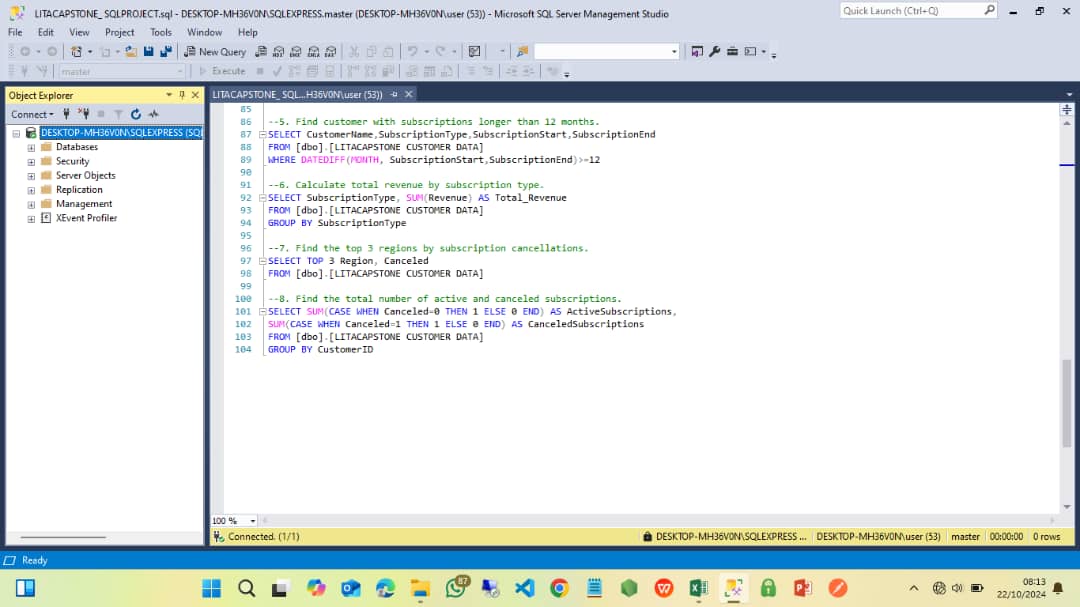 LITACAPSTONE_ SQLPROJECT.sql - DESKTOP-MH36V0N\SQLEXPRESS.master (DESKTOP-MH36V0N\user (53)) - Microsoft SQL Server Management Studio
Quick Launch (Ctrl+Q)
File Edit View Project Tools Window Help
New Query
master
Execute
Object Explorer
LITACAPSTONE_ SQL...H36V0N\user (53))
Connect
DESKTOP-MH36V0N\SQLEXPRESS (SQL
Databases
Security
Server Objects
Replication
Management
XEvent Profiler
85
86 --5. Find customer with subscriptions longer than 12 months.
87 SELECT CustomerName,SubscriptionType,SubscriptionStart,SubscriptionEnd
88 FROM [dbo].[LITACAPSTONE CUSTOMER DATA]
89 WHERE DATEDIFF(MONTH, SubscriptionStart,SubscriptionEnd)>=12
90
91 --6. Calculate total revenue by subscription type.
92 SELECT SubscriptionType, SUM(Revenue) AS Total_Revenue
93 FROM [dbo].[LITACAPSTONE CUSTOMER DATA]
94 GROUP BY SubscriptionType
95
96 --7. Find the top 3 regions by subscription cancellations.
97 SELECT TOP 3 Region, Canceled
98 FROM [dbo].[LITACAPSTONE CUSTOMER DATA]
99
100 --8. Find the total number of active and canceled subscriptions.
101 SELECT SUM(CASE WHEN Canceled=0 THEN 1 ELSE 0 END) AS ActiveSubscriptions,
102 SUM(CASE WHEN Canceled=1 THEN 1 ELSE 0 END) AS CanceledSubscriptions
103 FROM [dbo].[LITACAPSTONE CUSTOMER DATA]
104 GROUP BY CustomerID
100 %
Connected. (1/1)
DESKTOP-MH36V0N\SQLEXPRESS ... DESKTOP-MH36V0N\user (53) master 00:00:00 0 rows
Ready
87
08:13
22/10/2024